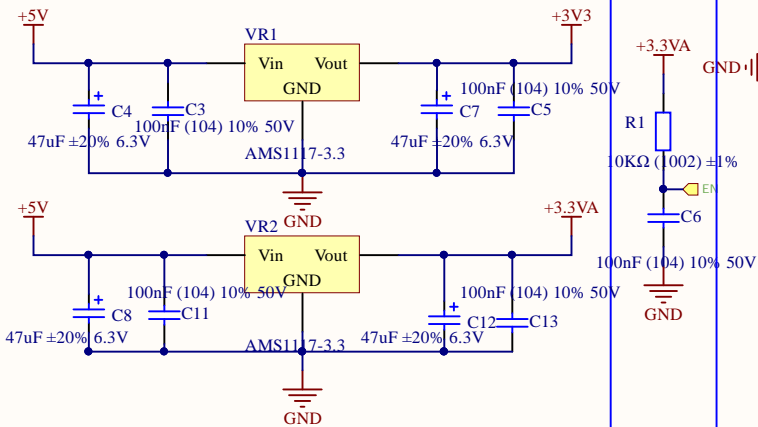 +5V
+3V3
VR1
Vin
Vout
GND
C4
C3
C7
C5
100nF (104) 10% 50V
100nF (104) 10% 50V
47uF ±20% 6.3V
47uF ±20% 6.3V
AMS1117-3.3
GND
+5V
+3.3VA
VR2
Vin
Vout
GND
100nF (104) 10% 50V
100nF (104) 10% 50V
C8
C11
C12
C13
47uF ±20% 6.3V
47uF ±20% 6.3V
AMS1117-3.3
GND
+3.3VA
GND
R1
10KΩ (1002) ±1%
EN
C6
100nF (104) 10% 50V
GND